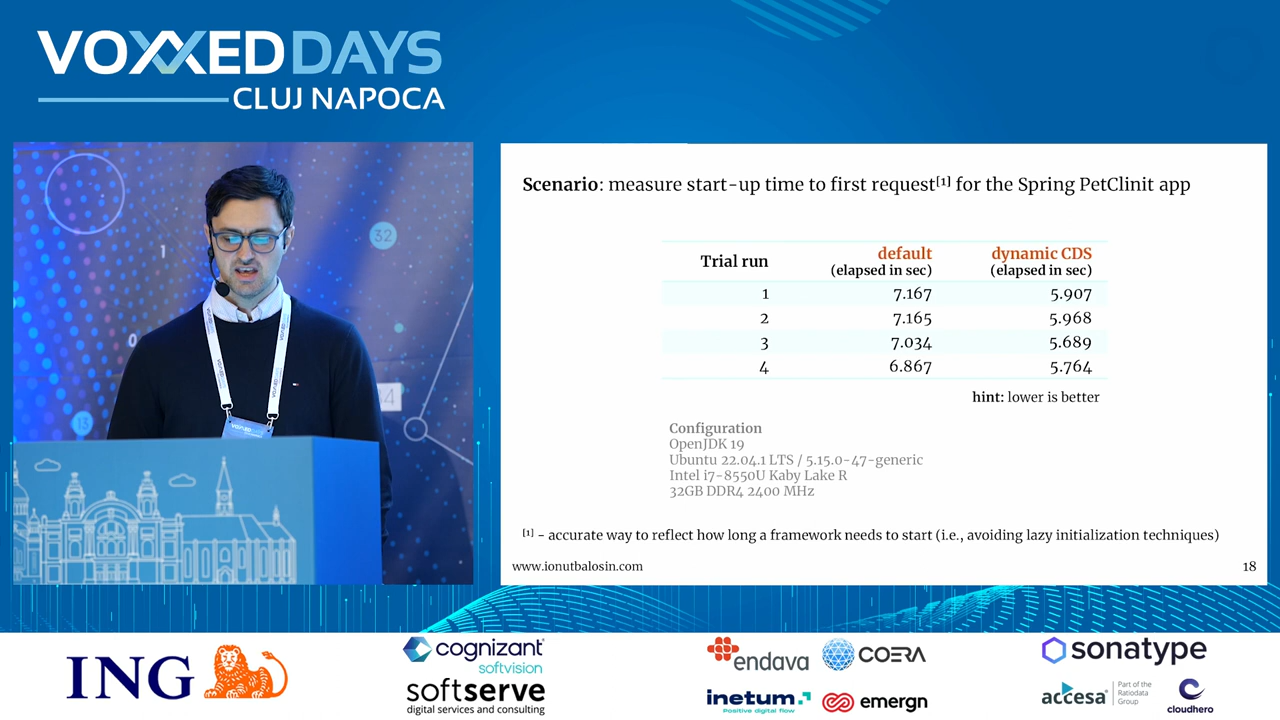 VOXXEDDAYS
CLUJ NAPOCA
32
1
0
13
Scenario: measure start-up time to first request[1] for the Spring PetClinit app
Trial run default (elapsed in sec) dynamic CDS (elapsed in sec)
1 7.167 5.907
2 7.165 5.968
3 7.034 5.689
4 6.867 5.764
hint: lower is better
Configuration
OpenJDK 19
Ubuntu 22.04.1 LTS / 5.15.0-47-generic
Intel i7-8550U Kaby Lake R
32GB DDR4 2400 MHz
[1] - accurate way to reflect how long a framework needs to start (i.e., avoiding lazy initialization techniques)
www.ionutbalosin.com 18
ING
cognizant
softvision
softserve
digital services and consulting
endava
COERA
inetum.
Positive digital flow
emergn
sonatype
accesa
Part of the
Ratiodata
Group
cloudhero